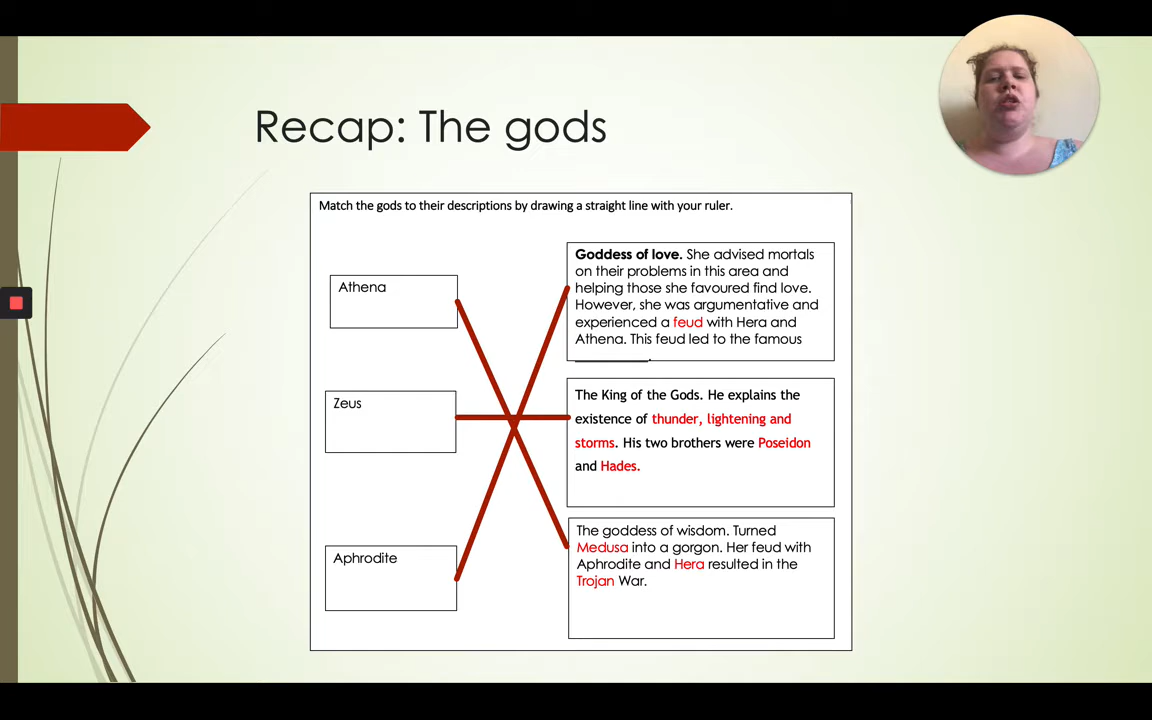 Recap: The gods
Match the gods to their descriptions by drawing a straight line with your ruler.
Athena
Zeus
Aphrodite
Goddess of love. She advised mortals
on their problems in this area and
helping those she favoured find love.
However, she was argumentative and
experienced a feud with Hera and
Athena. This feud led to the famous
__________.
The King of the Gods. He explains the
existence of thunder, lightening and
storms. His two brothers were Poseidon
and Hades.
The goddess of wisdom. Turned
Medusa into a gorgon. Her feud with
Aphrodite and Hera resulted in the
Trojan War.